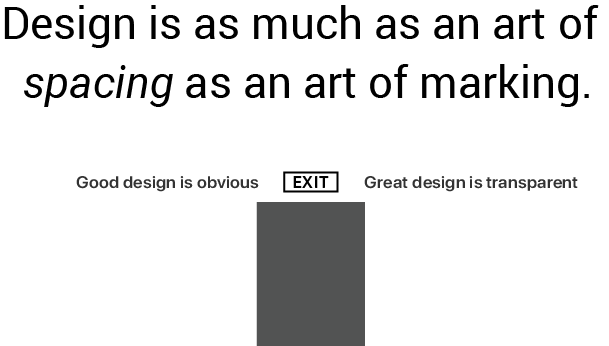 Design is as much as an art of
spacing as an art of marking.
Good design is obvious EXIT Great design is transparent